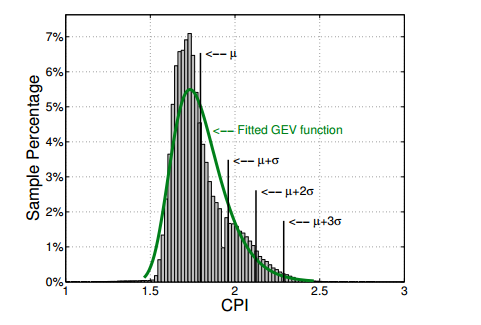 7%
6%
5%
4%
3%
2%
1%
0%
Sample Percentage
<-- μ
<-- Fitted GEV function
<-- μ+σ
<-- μ+2σ
<-- μ+3σ
1 1.5 2 2.5 3
CPI